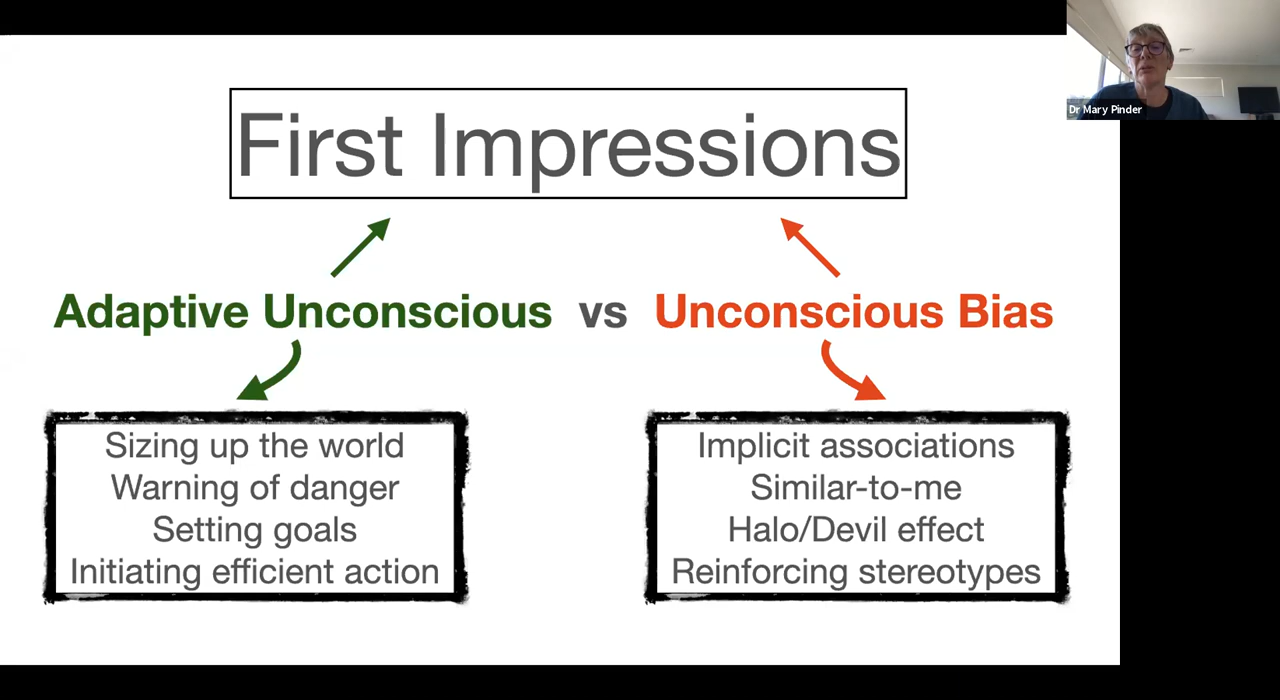 Dr Mary Pinder
First Impressions
Adaptive Unconscious vs Unconscious Bias
Sizing up the world
Warning of danger
Setting goals
Initiating efficient action
Implicit associations
Similar-to-me
Halo/Devil effect
Reinforcing stereotypes